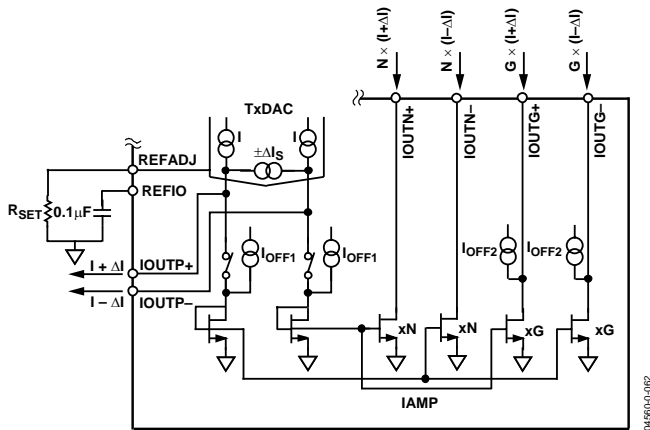 N × (I+ΔI)
N × (I−ΔI)
G × (I+ΔI)
G × (I−ΔI)
TxDAC
I
I
±ΔIS
IOUTN+
IOUTN−
IOUTG+
IOUTG−
REFADJ
REFIO
RSET
0.1μF
IOFF1
IOFF1
IOFF2
IOFF2
I + ΔI
IOUTP+
I − ΔI
IOUTP−
xN
xN
xG
xG
IAMP
04560-0-062